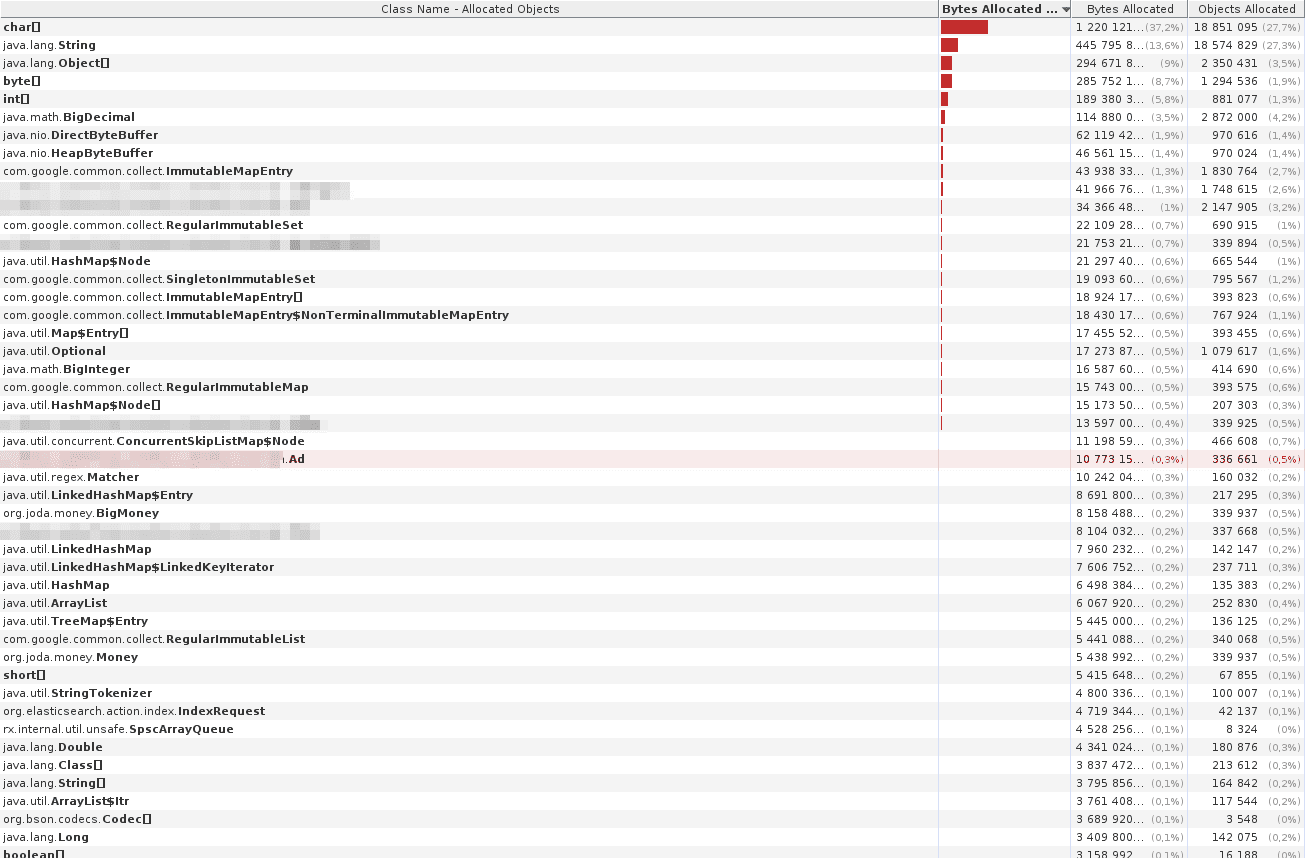 Class Name - Allocated Objects Bytes Allocated ... Bytes Allocated Objects Allocated
char[] 1 220 121... (37,2%) 18 851 095 (27,7%)
java.lang.String 445 795 8... (13,6%) 18 574 829 (27,3%)
java.lang.Object[] 294 671 8... (9%) 2 350 431 (3,5%)
byte[] 285 752 1... (8,7%) 1 294 536 (1,9%)
int[] 189 380 3... (5,8%) 881 077 (1,3%)
java.math.BigDecimal 114 880 0... (3,5%) 2 872 000 (4,2%)
java.nio.DirectByteBuffer 62 119 42... (1,9%) 970 616 (1,4%)
java.nio.HeapByteBuffer 46 561 15... (1,4%) 970 024 (1,4%)
com.google.common.collect.ImmutableMapEntry 43 938 33... (1,3%) 1 830 764 (2,7%)
41 966 76... (1,3%) 1 748 615 (2,6%)
34 366 48... (1%) 2 147 905 (3,2%)
com.google.common.collect.RegularImmutableSet 22 109 28... (0,7%) 690 915 (1%)
21 753 21... (0,7%) 339 894 (0,5%)
java.util.HashMap$Node 21 297 40... (0,6%) 665 544 (1%)
com.google.common.collect.SingletonImmutableSet 19 093 60... (0,6%) 795 567 (1,2%)
com.google.common.collect.ImmutableMapEntry[] 18 924 17... (0,6%) 393 823 (0,6%)
com.google.common.collect.ImmutableMapEntry$NonTerminalImmutableMapEntry 18 430 17... (0,6%) 767 924 (1,1%)
java.util.Map$Entry[] 17 455 52... (0,5%) 393 455 (0,6%)
java.util.Optional 17 273 87... (0,5%) 1 079 617 (1,6%)
java.math.BigInteger 16 587 60... (0,5%) 414 690 (0,6%)
com.google.common.collect.RegularImmutableMap 15 743 00... (0,5%) 393 575 (0,6%)
java.util.HashMap$Node[] 15 173 50... (0,5%) 207 303 (0,3%)
13 597 00... (0,4%) 339 925 (0,5%)
java.util.concurrent.ConcurrentSkipListMap$Node 11 198 59... (0,3%) 466 608 (0,7%)
.Ad 10 773 15... (0,3%) 336 661 (0,5%)
java.util.regex.Matcher 10 242 04... (0,3%) 160 032 (0,2%)
java.util.LinkedHashMap$Entry 8 691 800... (0,3%) 217 295 (0,3%)
org.joda.money.BigMoney 8 158 488... (0,2%) 339 937 (0,5%)
8 104 032... (0,2%) 337 668 (0,5%)
java.util.LinkedHashMap 7 960 232... (0,2%) 142 147 (0,2%)
java.util.LinkedHashMap$LinkedKeyIterator 7 606 752... (0,2%) 237 711 (0,3%)
java.util.HashMap 6 498 384... (0,2%) 135 383 (0,2%)
java.util.ArrayList 6 067 920... (0,2%) 252 830 (0,4%)
java.util.TreeMap$Entry 5 445 000... (0,2%) 136 125 (0,2%)
com.google.common.collect.RegularImmutableList 5 441 088... (0,2%) 340 068 (0,5%)
org.joda.money.Money 5 438 992... (0,2%) 339 937 (0,5%)
short[] 5 415 648... (0,2%) 67 855 (0,1%)
java.util.StringTokenizer 4 800 336... (0,1%) 100 007 (0,1%)
org.elasticsearch.action.index.IndexRequest 4 719 344... (0,1%) 42 137 (0,1%)
rx.internal.util.unsafe.SpscArrayQueue 4 528 256... (0,1%) 8 324 (0%)
java.lang.Double 4 341 024... (0,1%) 180 876 (0,3%)
java.lang.Class[] 3 837 472... (0,1%) 213 612 (0,3%)
java.lang.String[] 3 795 856... (0,1%) 164 842 (0,2%)
java.util.ArrayList$Itr 3 761 408... (0,1%) 117 544 (0,2%)
org.bson.codecs.Codec[] 3 689 920... (0,1%) 3 548 (0%)
java.lang.Long 3 409 800... (0,1%) 142 075 (0,2%)
boolean[] 3 158 992... (0,1%) 16 188 (0%)